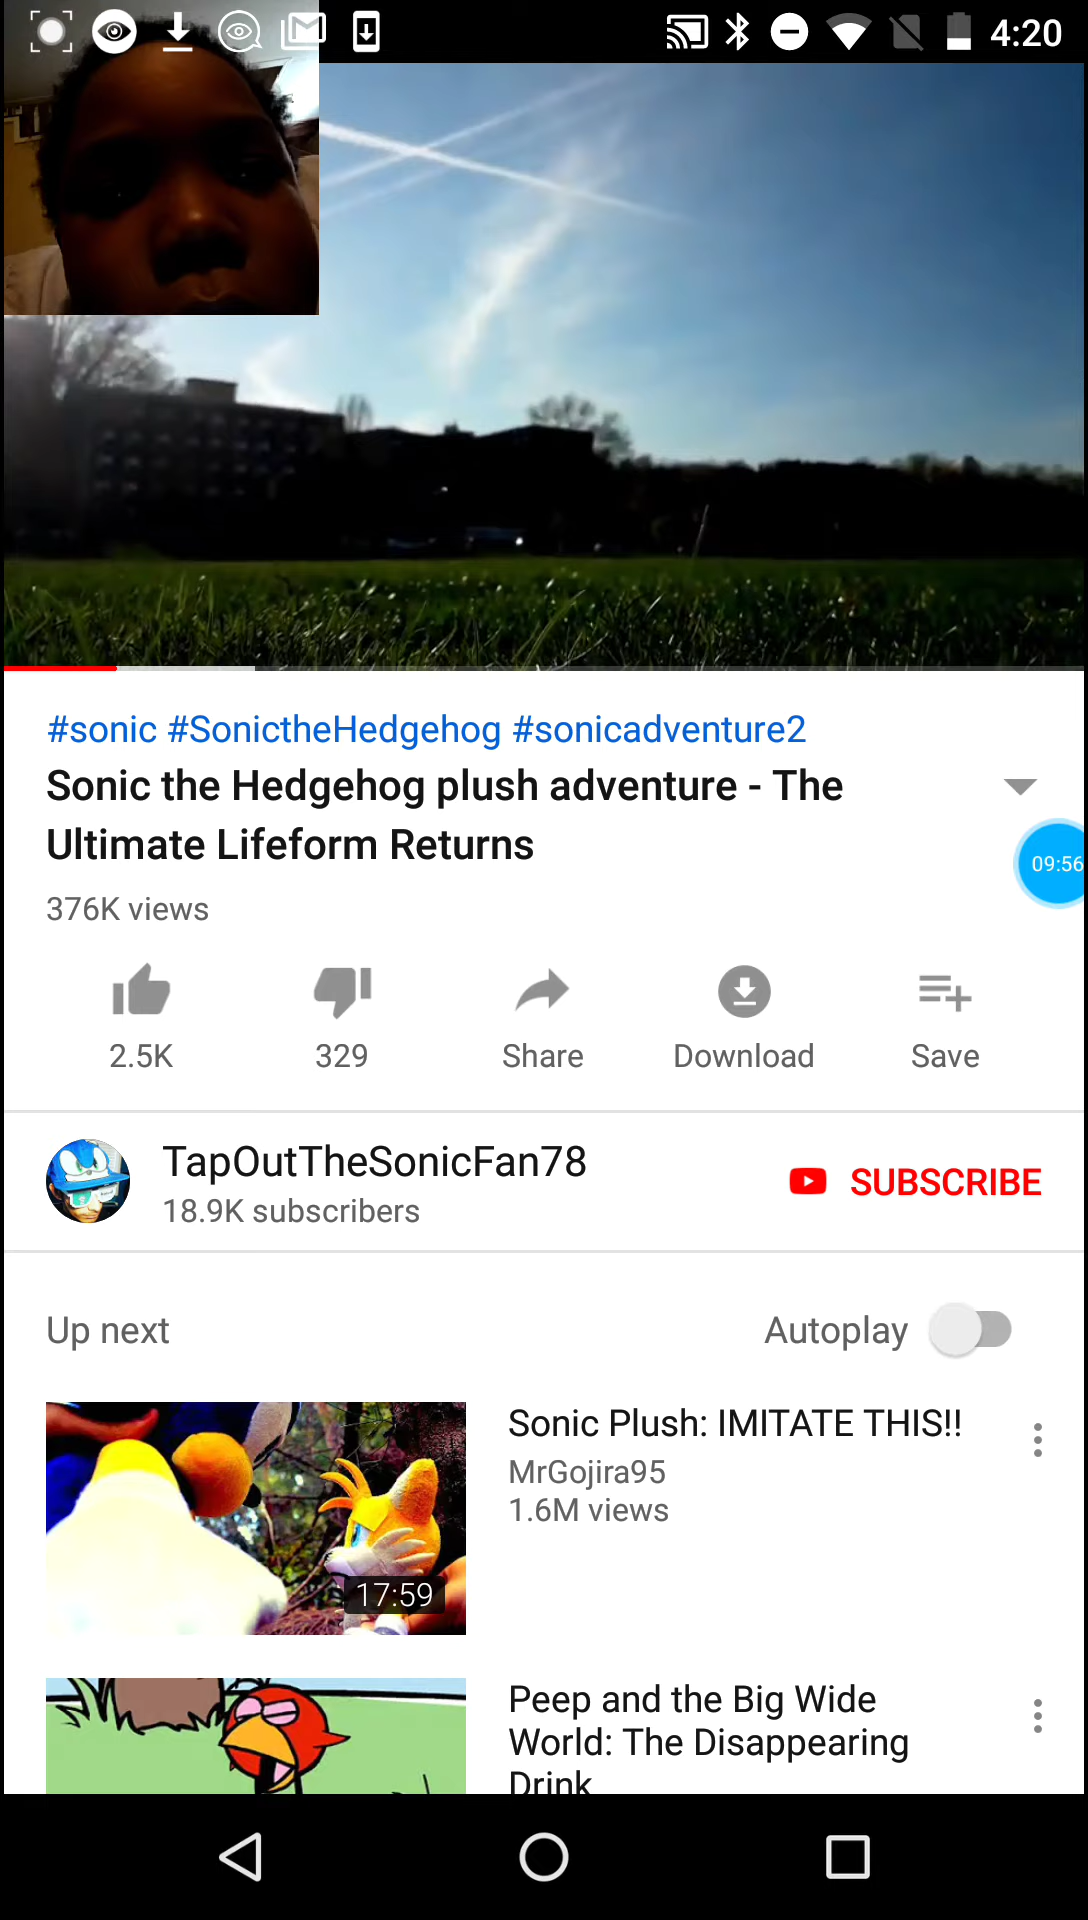 4:20
#sonic #SonictheHedgehog #sonicadventure2
Sonic the Hedgehog plush adventure - The
Ultimate Lifeform Returns
09:56
376K views
2.5K
329
Share
Download
Save
TapOutTheSonicFan78
18.9K subscribers
SUBSCRIBE
Up next
Autoplay
Sonic Plush: IMITATE THIS!!
MrGojira95
1.6M views
17:59
Peep and the Big Wide
World: The Disappearing
Drink